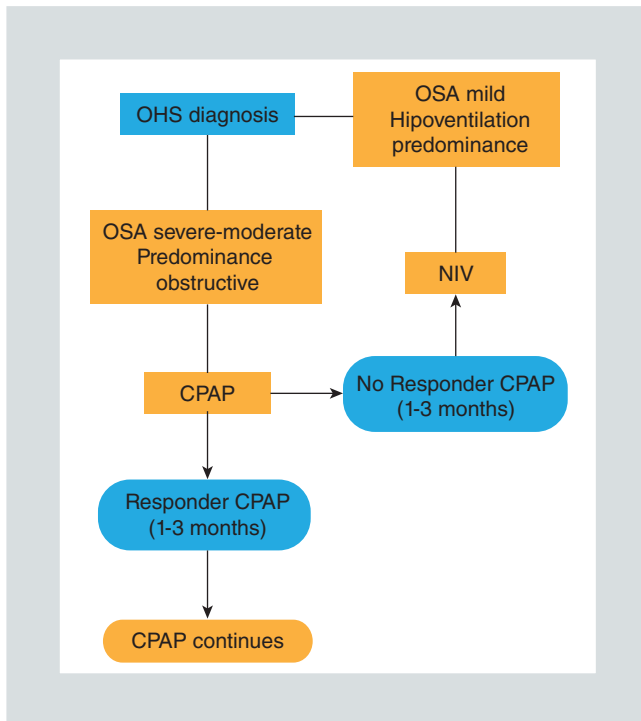 OHS diagnosis
OSA mild
Hipoventilation
predominance
OSA severe-moderate
Predominance
obstructive
NIV
CPAP
No Responder CPAP
(1-3 months)
Responder CPAP
(1-3 months)
CPAP continues